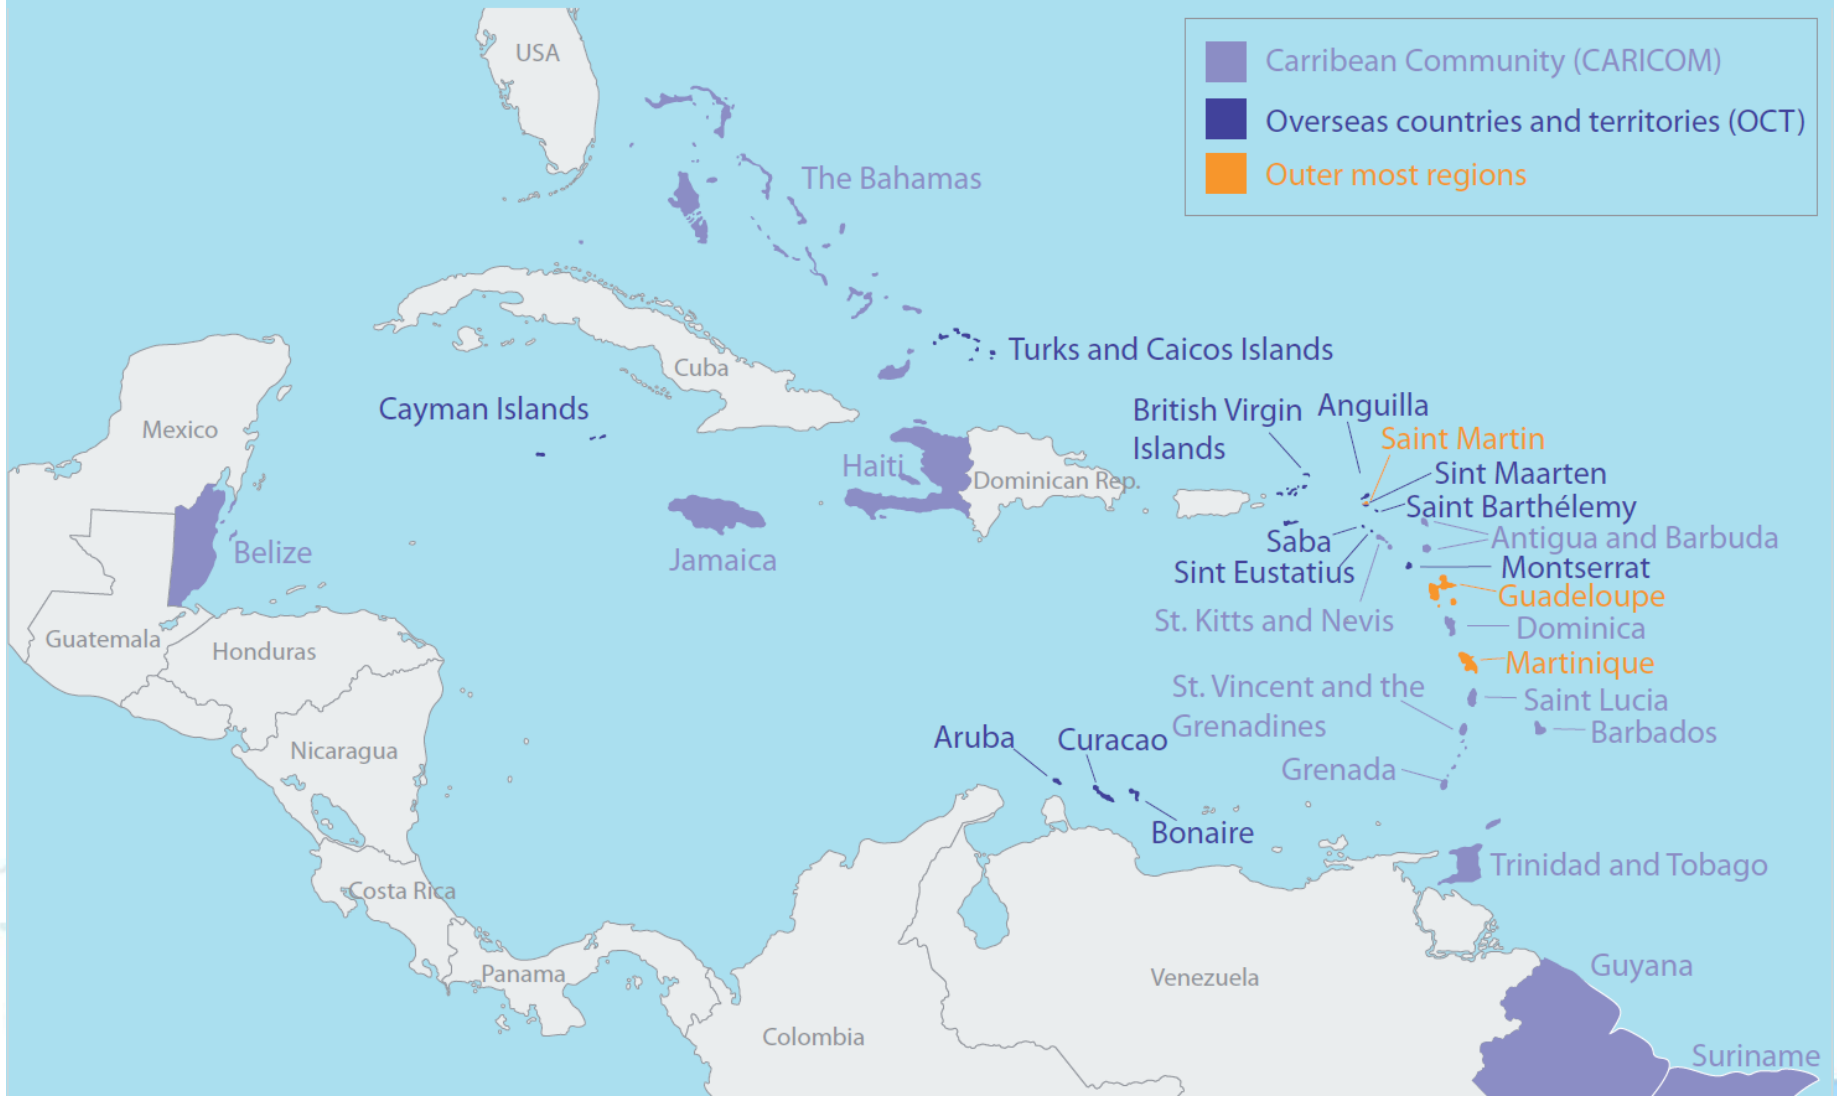 USA
Carribean Community (CARICOM)
Overseas countries and territories (OCT)
Outer most regions
The Bahamas
Turks and Caicos Islands
Cuba
Cayman Islands
Mexico
British Virgin
Islands
Anguilla
Saint Martin
Haiti
Dominican Rep.
Sint Maarten
Saint Barthélemy
Saba
Antigua and Barbuda
Belize
Jamaica
Sint Eustatius
Montserrat
Guadeloupe
St. Kitts and Nevis
Dominica
Guatemala
Honduras
Martinique
St. Vincent and the
Grenadines
Saint Lucia
Barbados
Nicaragua
Aruba
Curacao
Grenada
Bonaire
Trinidad and Tobago
Costa Rica
Panama
Venezuela
Guyana
Colombia
Suriname